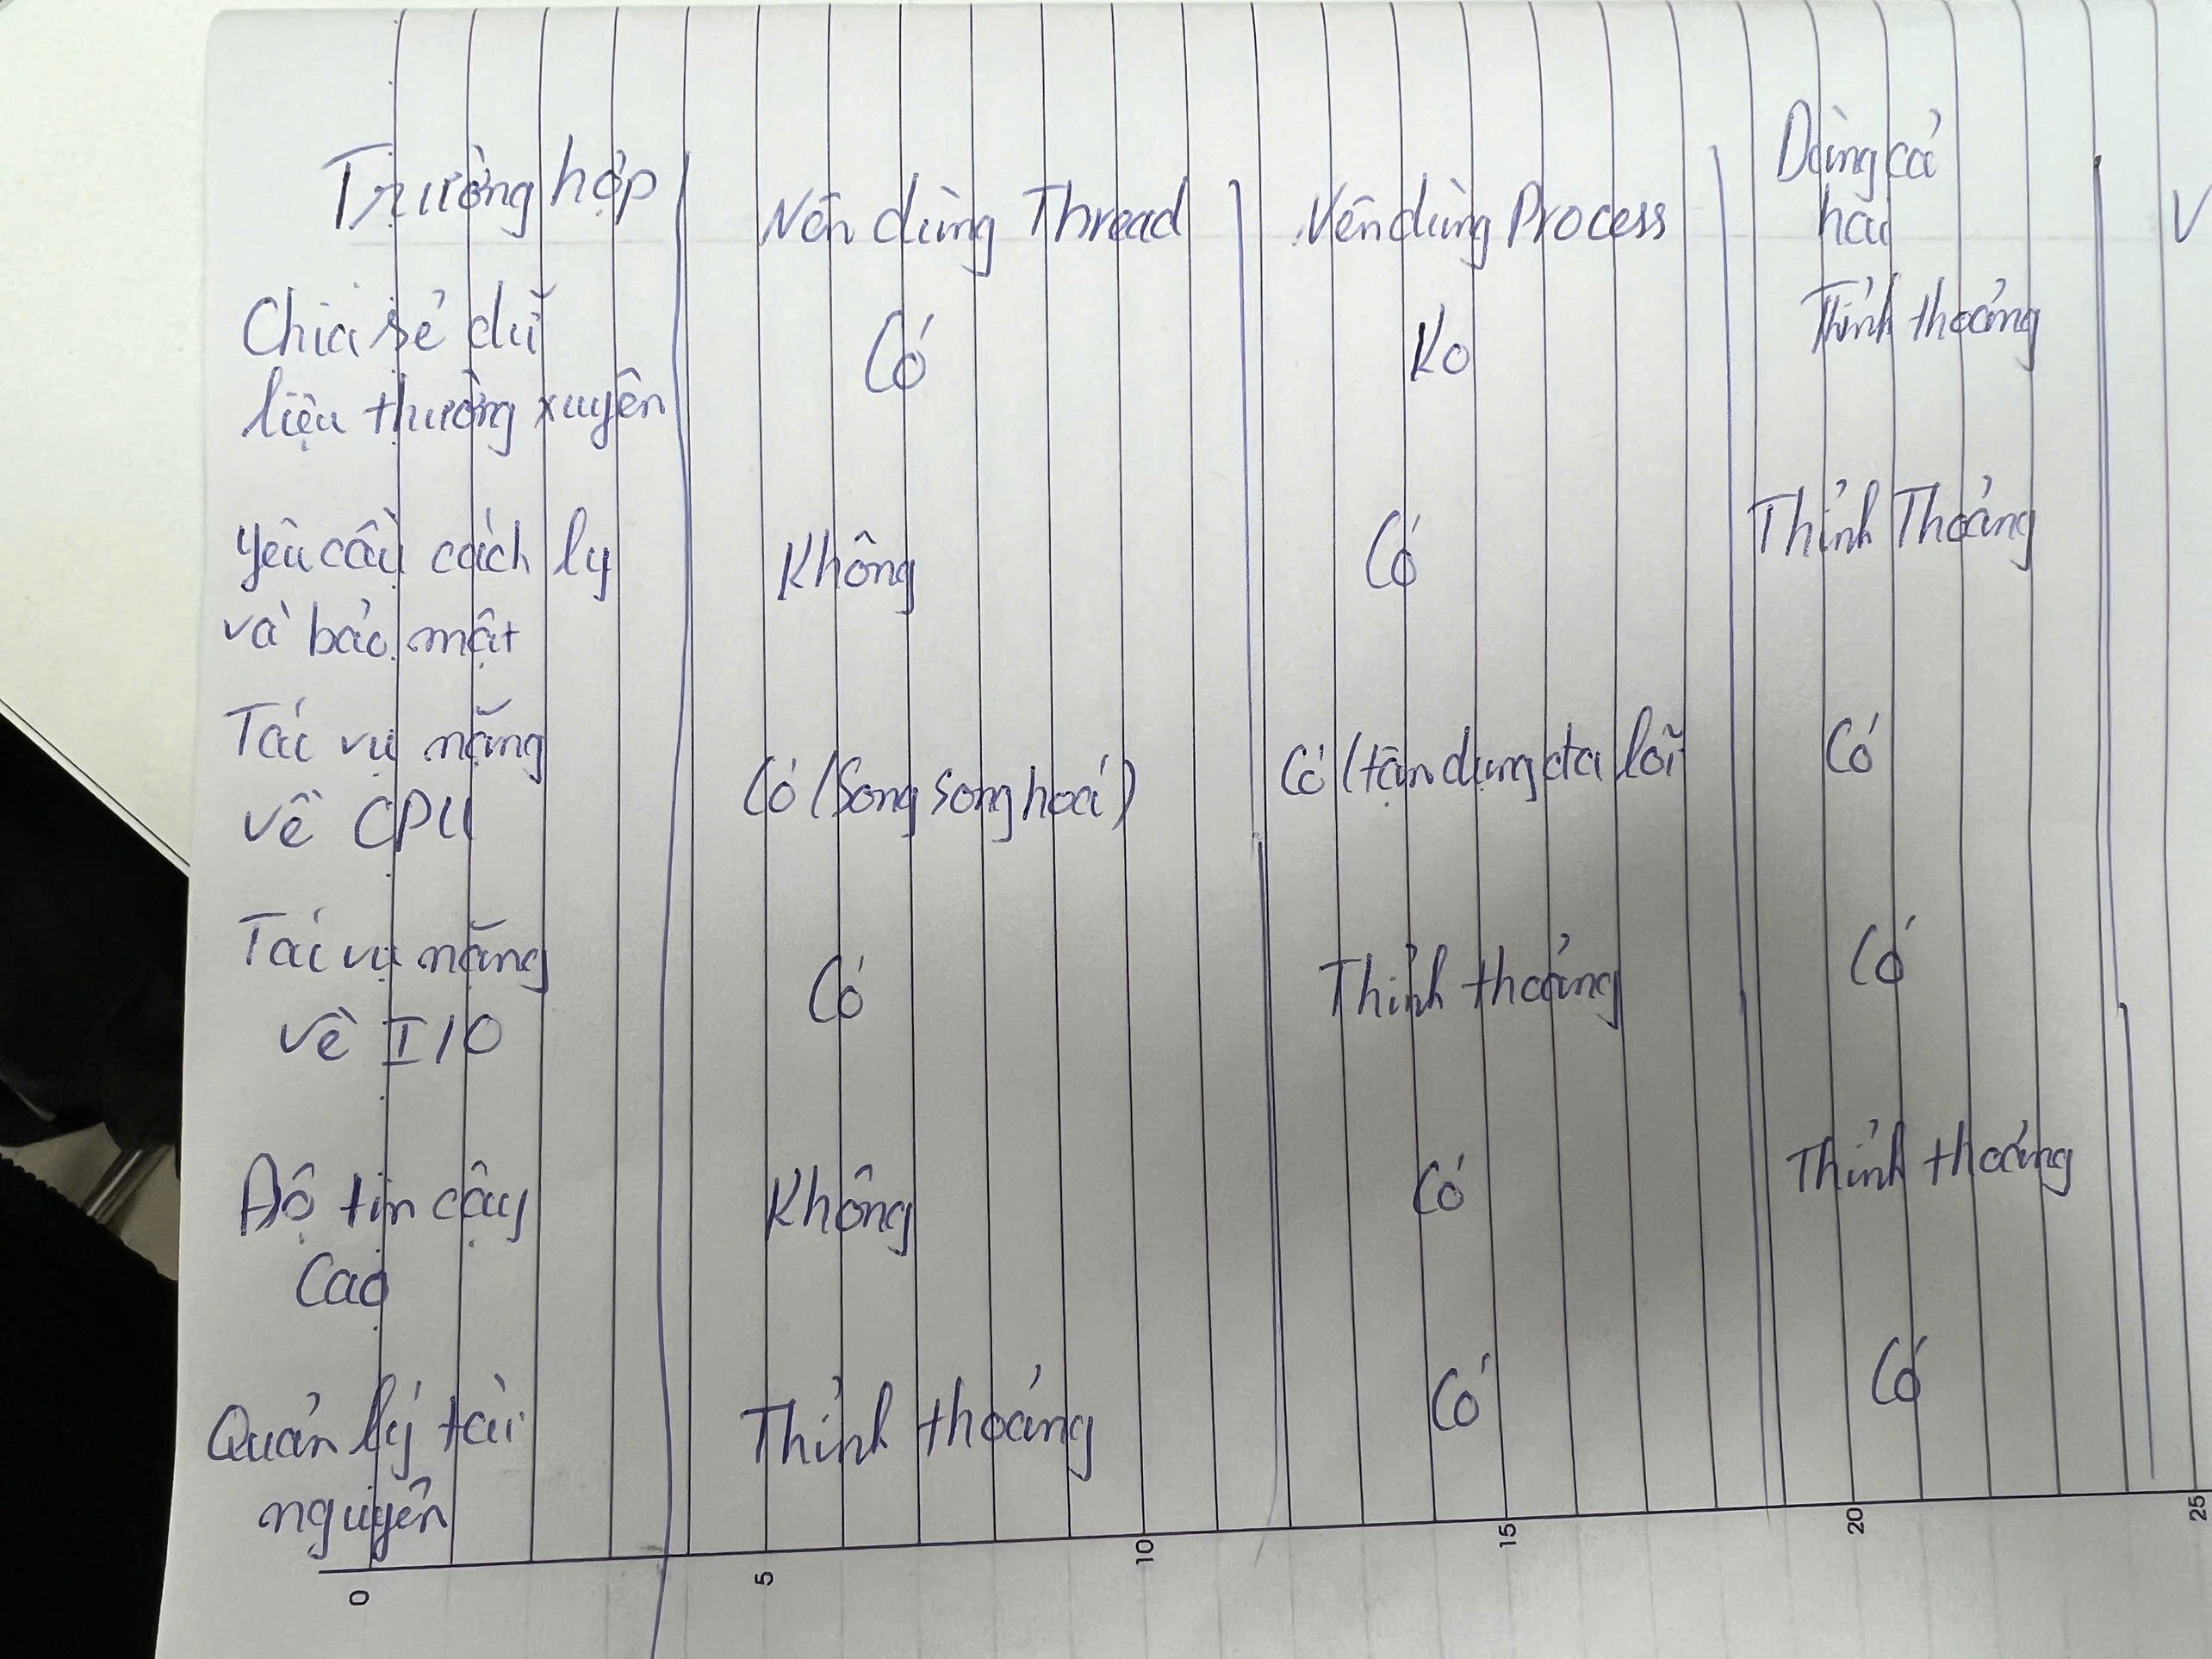 Trường hợp Nên dùng Thread Nên dùng Process Dùng cả
hai V
Chia sẻ dữ Có Ko Thỉnh thoảng
liệu thường xuyên
Yêu cầu cách ly Không Có Thỉnh Thoảng
và bảo mật
Tác vụ nặng Có (Song song hoá) Có (tận dụng đa lõi Có
về CPU
Tác vụ nặng Có Thỉnh thoảng Có
về I/O
Độ tin cậy Không Có Thỉnh thoảng
Cao
Quản lý tài Thỉnh thoảng Có Có
nguyên
0 5 10 15 20 25